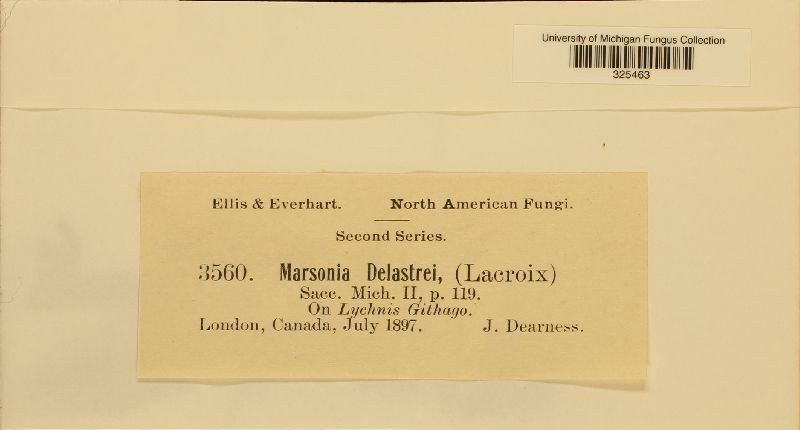 University of Michigan Fungus Collection
325463
Ellis & Everhart. North American Fungi.
Second Series.
3560. Marsonia Delastrei, (Lacroix)
Sacc. Mich. II, p. 119.
On Lychnis Githago.
London, Canada, July 1897. J. Dearness.